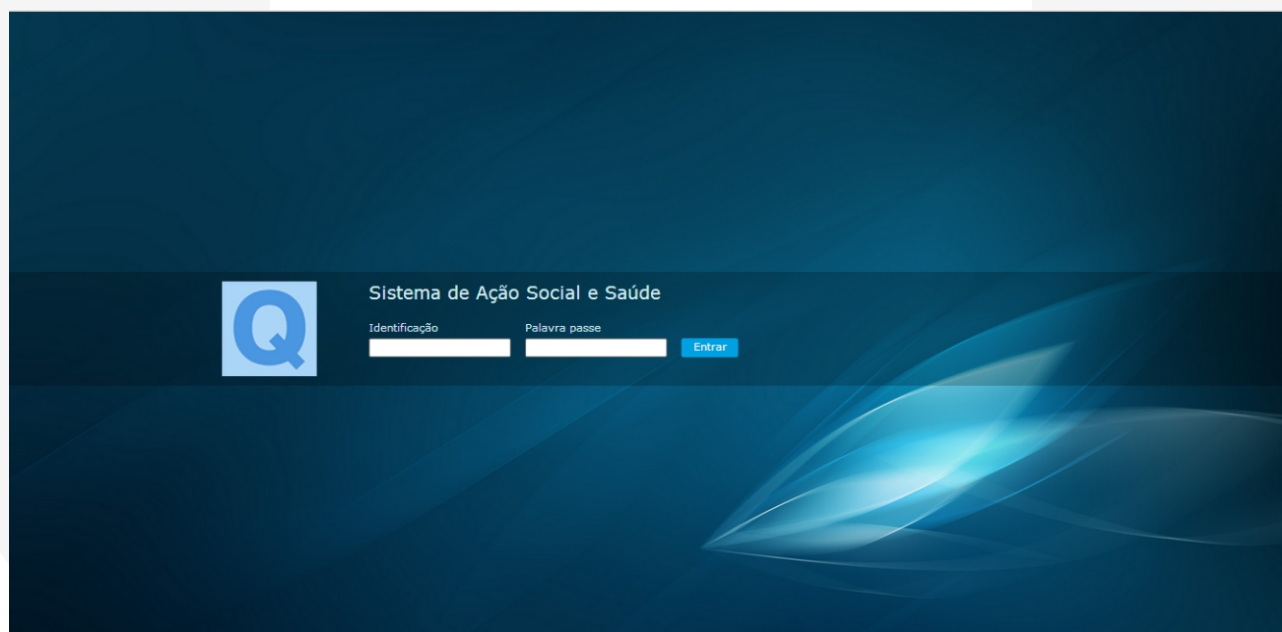 Q
Sistema de Ação Social e Saúde
Identificação Palavra passe
Entrar